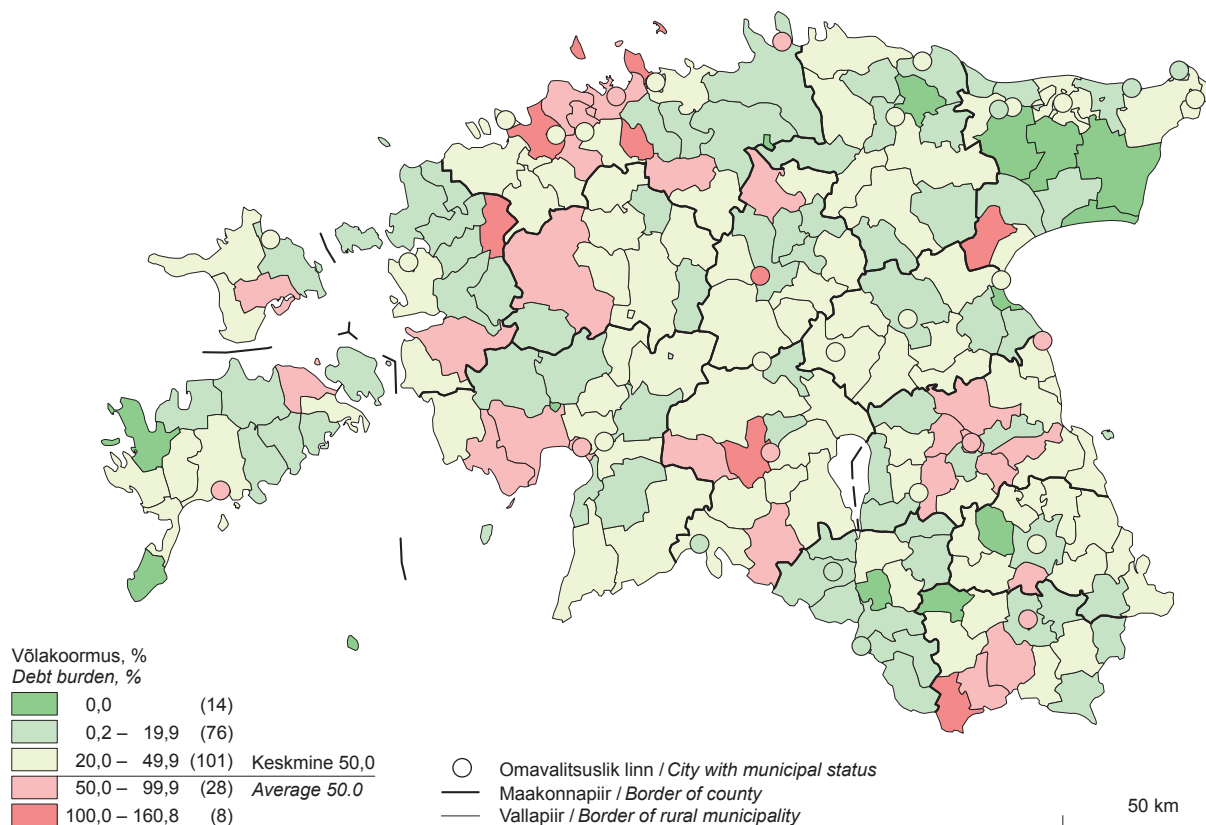 Võlakoormus, %
Debt burden, %
0,0 (14)
0,2 – 19,9 (76)
20,0 – 49,9 (101) Keskmine 50,0
50,0 – 99,9 (28) Average 50.0
100,0 – 160,8 (8)
Omavalitsuslik linn / City with municipal status
Maakonnapiir / Border of county
Vallapiir / Border of rural municipality
50 km